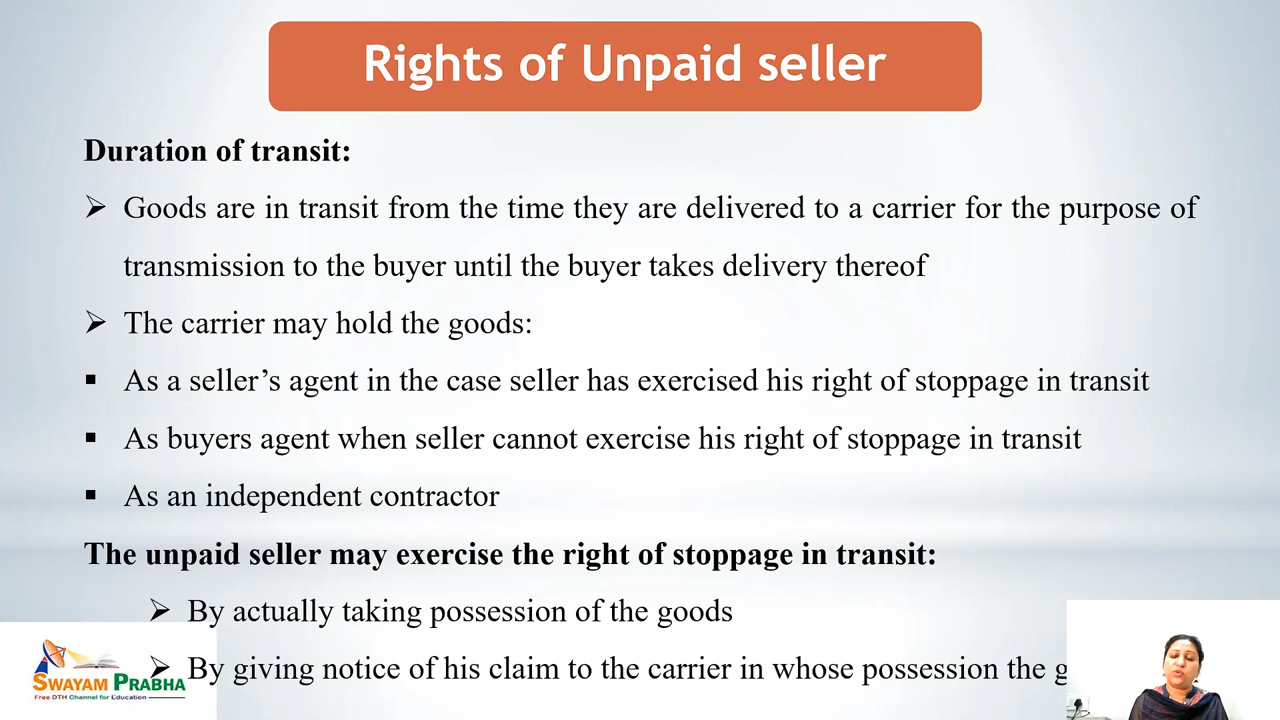 Rights of Unpaid seller
Duration of transit:
➢ Goods are in transit from the time they are delivered to a carrier for the purpose of
transmission to the buyer until the buyer takes delivery thereof
➢ The carrier may hold the goods:
▪ As a seller’s agent in the case seller has exercised his right of stoppage in transit
▪ As buyers agent when seller cannot exercise his right of stoppage in transit
▪ As an independent contractor
The unpaid seller may exercise the right of stoppage in transit:
➢ By actually taking possession of the goods
➢ By giving notice of his claim to the carrier in whose possession the
SWAYAM PRABHA
Free DTH Channel for Education